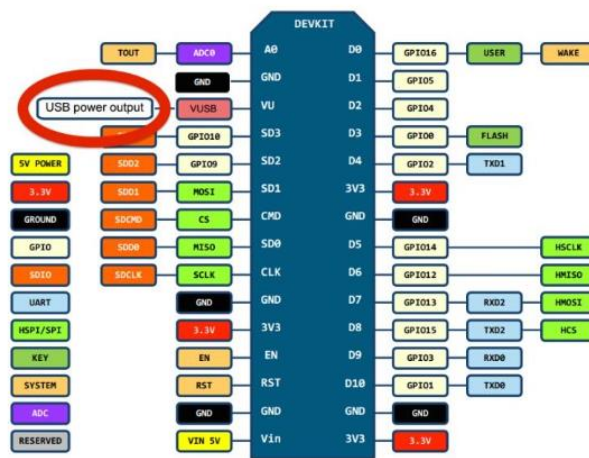 DEVKIT
TOUT ADC0 A0 D0 GPIO16 USER WAKE
GND GND D1 GPIO5
USB power output VUSB VU D2 GPIO4
GPIO10 SD3 D3 GPIO0 FLASH
5V POWER SDD2 GPIO9 SD2 D4 GPIO2 TXD1
3.3V SDD1 MOSI SD1 3V3 3.3V
GROUND SDCMD CS CMD GND GND
GPIO SDD0 MISO SD0 D5 GPIO14 HSCLK
SDIO SDCLK SCLK CLK D6 GPIO12 HMISO
UART GND GND D7 GPIO13 RXD2 HMOSI
HSPI/SPI 3.3V 3V3 D8 GPIO15 TXD2 HCS
KEY EN EN D9 GPIO3 RXD0
SYSTEM RST RST D10 GPIO1 TXD0
ADC GND GND GND GND
RESERVED VIN 5V Vin 3V3 3.3V